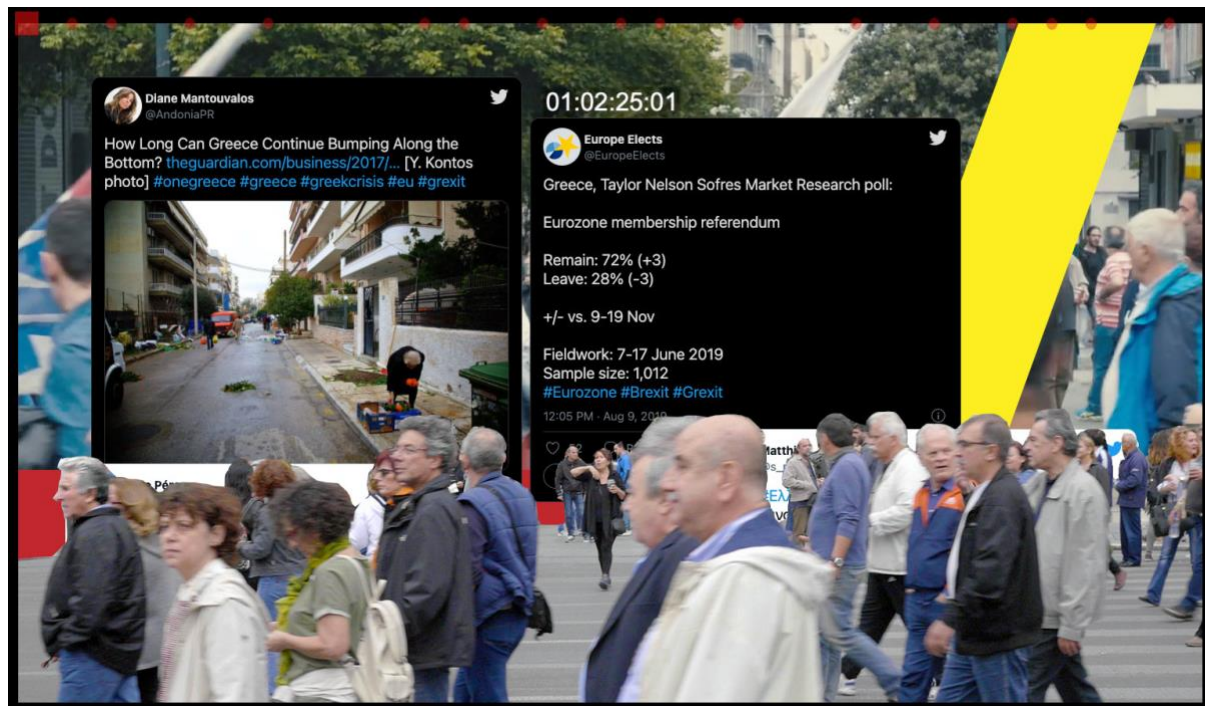 Diane Mantouvalos
@AndoniaPR
How Long Can Greece Continue Bumping Along the
Bottom? theguardian.com/business/2017/... [Y. Kontos
photo] #onegreece #greece #greekcrisis #eu #grexit
01:02:25:01
Europe Elects
@EuropeElects
Greece, Taylor Nelson Sofres Market Research poll:
Eurozone membership referendum
Remain: 72% (+3)
Leave: 28% (-3)
+/- vs. 9-19 Nov
Fieldwork: 7-17 June 2019
Sample size: 1,012
#Eurozone #Brexit #Grexit
12:05 PM · Aug 9, 2019